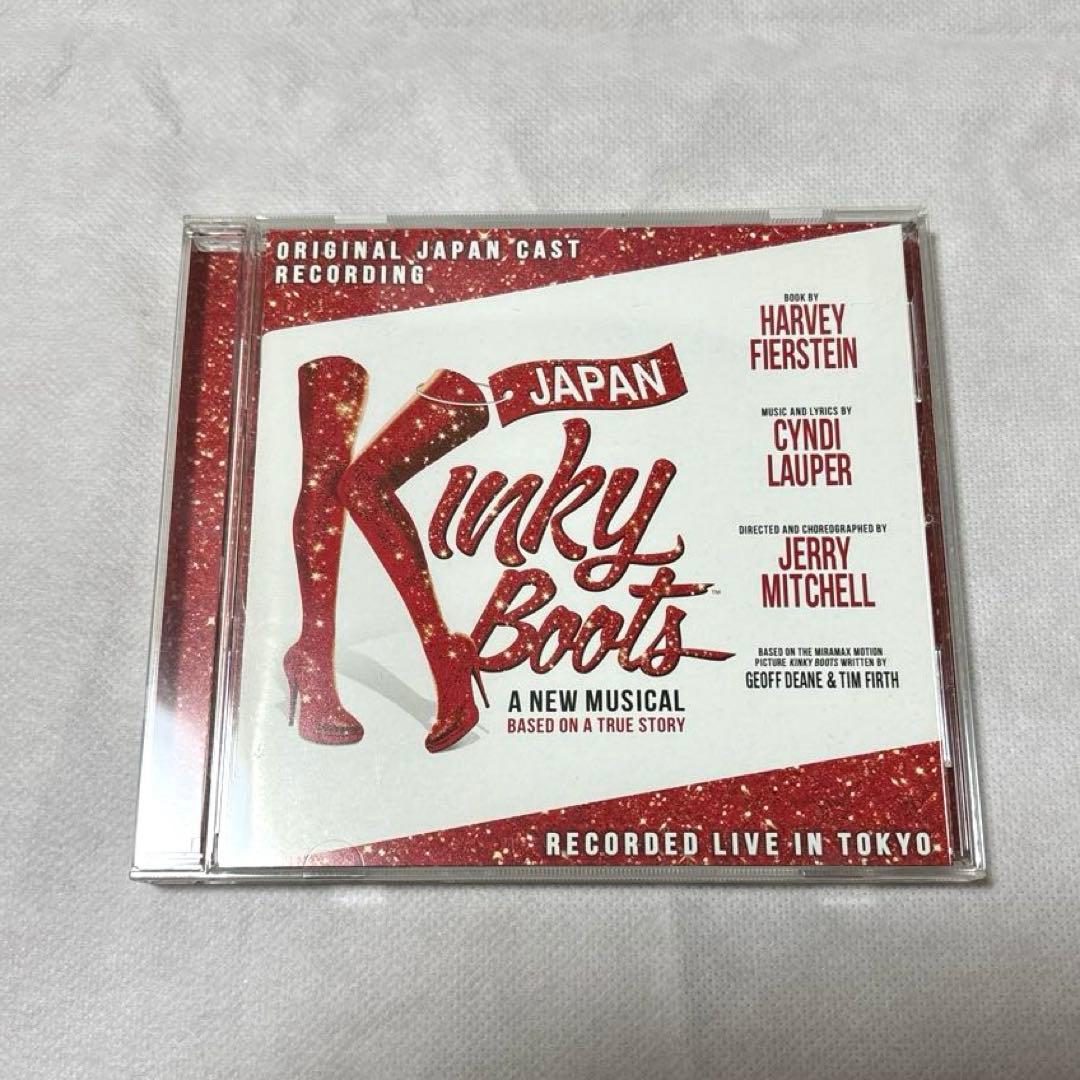 ORIGINAL JAPAN CAST
RECORDING
JAPAN
Kinky
Boots™
A NEW MUSICAL
BASED ON A TRUE STORY
BOOK BY
HARVEY
FIERSTEIN
MUSIC AND LYRICS BY
CYNDI
LAUPER
DIRECTED AND CHOREOGRAPHED BY
JERRY
MITCHELL
BASED ON THE MIRAMAX MOTION
PICTURE KINKY BOOTS WRITTEN BY
GEOFF DEANE & TIM FIRTH
RECORDED LIVE IN TOKYO